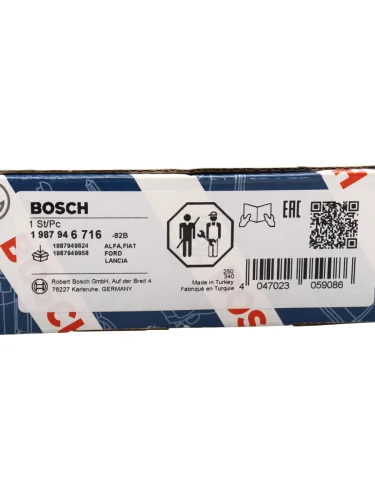 BOSCH
1 St/Pc
1 987 94 6 716 -82B
1987949624 ALFA,FIAT
1987949958 FORD
LANCIA
Robert Bosch GmbH, Auf der Breit 4
76227 Karlsruhe, GERMANY
250
340
Made in Turkey
Fabriqué en Turquie
EAC
4 047023 059086